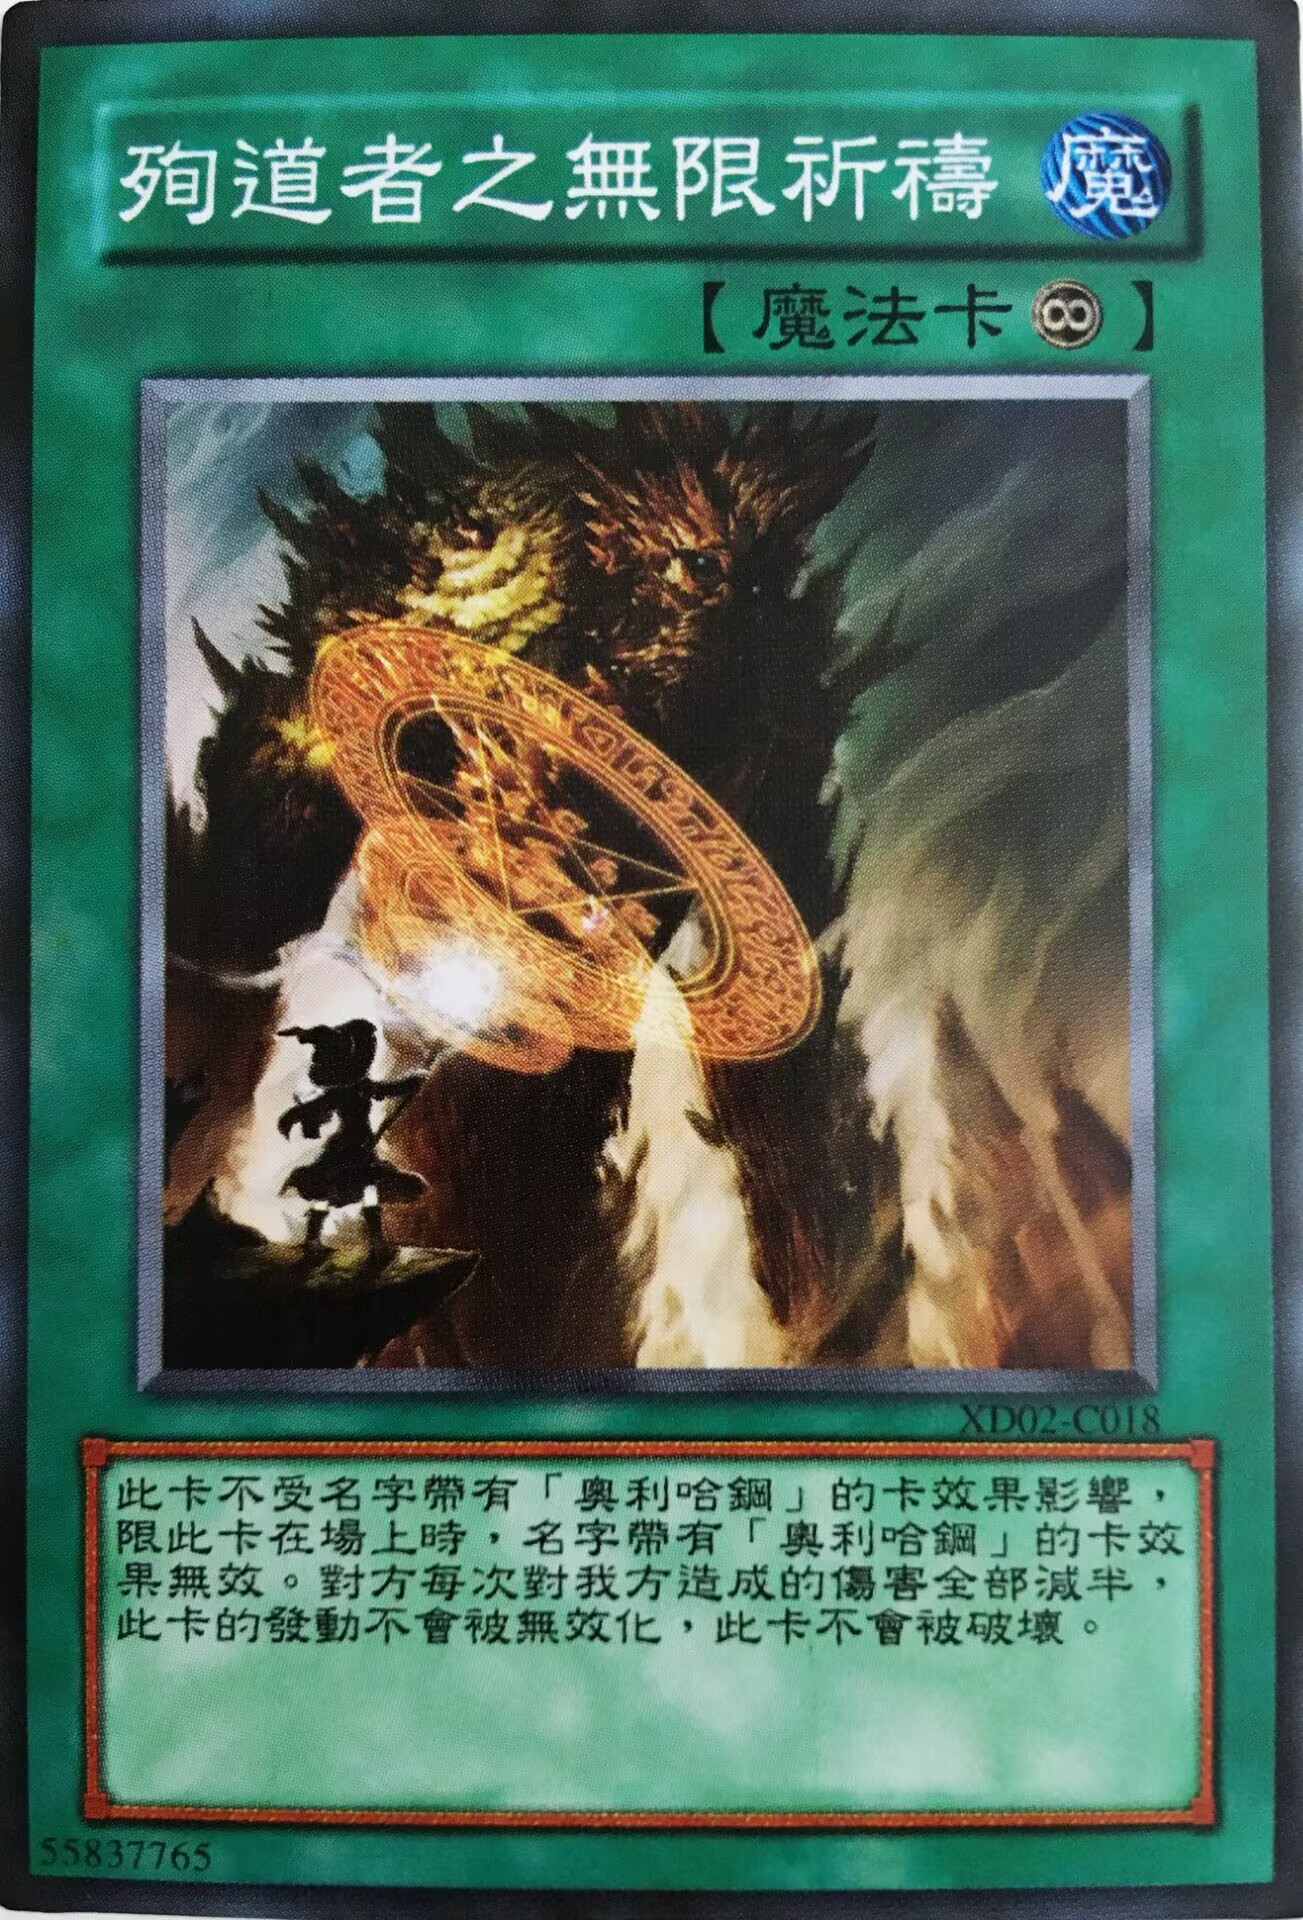 殉道者之無限祈禱 魔
【魔法卡♾】
XD02-C018
此卡不受名字帶有「奧利哈鋼」的卡效果影響，
限此卡在場上時，名字帶有「奧利哈鋼」的卡效
果無效。對方每次對我方造成的傷害全部減半，
此卡的發動不會被無效化，此卡不會被破壞。
55837765